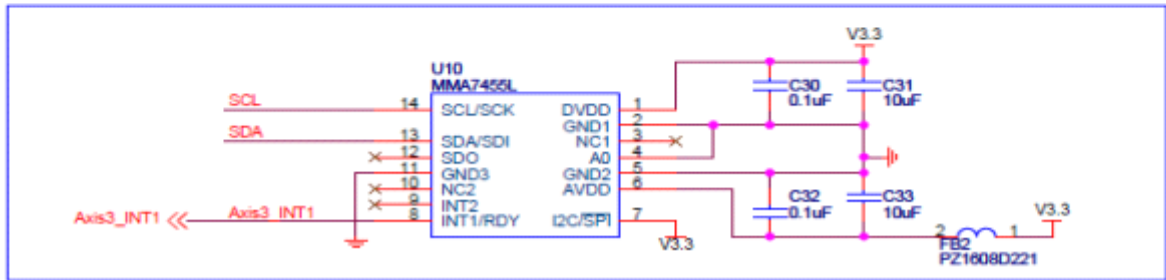 V3.3
U10
MMA7455L
C30
0.1uF
C31
10uF
SCL
14
SCL/SCK
DVDD
1
GND1
2
SDA
13
SDA/SDI
NC1
3
12
SDO
A0
4
11
GND3
GND2
5
10
NC2
AVDD
6
9
INT2
C32
0.1uF
C33
10uF
Axis3_INT1
Axis3_INT1
8
INT1/RDY
I2C/SPI
7
V3.3
V3.3
2
1
FB2
PZ1608D221